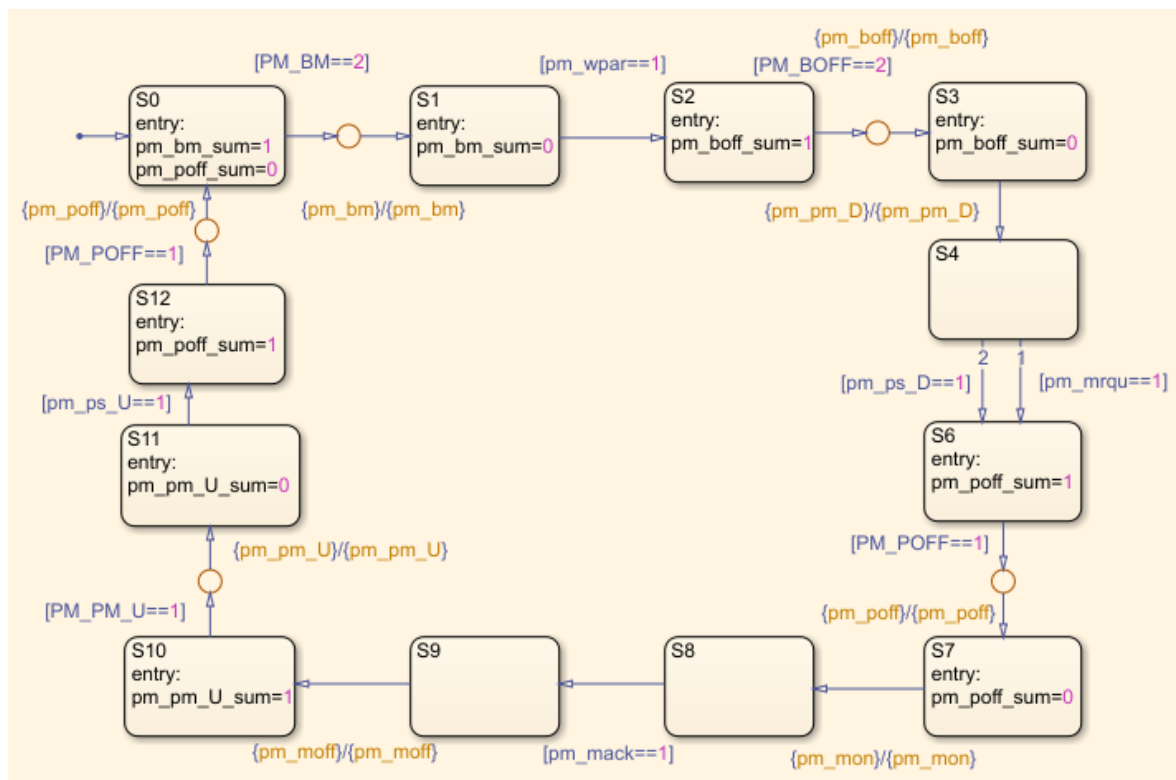 {pm_boff}/{pm_boff}
[PM_BM==2]
[pm_wpar==1]
[PM_BOFF==2]
S0
entry:
pm_bm_sum=1
pm_poff_sum=0
S1
entry:
pm_bm_sum=0
S2
entry:
pm_boff_sum=1
S3
entry:
pm_boff_sum=0
{pm_poff}/{pm_poff}
{pm_bm}/{pm_bm}
{pm_pm_D}/{pm_pm_D}
[PM_POFF==1]
S4
2
1
S12
entry:
pm_poff_sum=1
[pm_ps_D==1]
[pm_mrqu==1]
[pm_ps_U==1]
S11
entry:
pm_pm_U_sum=0
S6
entry:
pm_poff_sum=1
{pm_pm_U}/{pm_pm_U}
[PM_POFF==1]
[PM_PM_U==1]
{pm_poff}/{pm_poff}
S10
entry:
pm_pm_U_sum=1
S9
S8
S7
entry:
pm_poff_sum=0
{pm_moff}/{pm_moff}
[pm_mack==1]
{pm_mon}/{pm_mon}